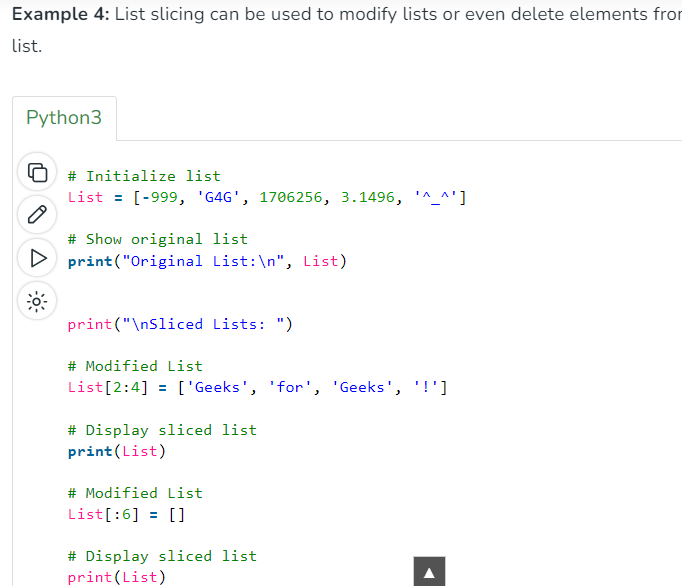 Example 4: List slicing can be used to modify lists or even delete elements
list.
Python3
# Initialize list
List = [-999, 'G4G', 1706256, 3.1496, '^_^']
# Show original list
print("Original List:\n", List)
print("\nSliced Lists: ")
# Modified List
List[2:4] = ['Geeks', 'for', 'Geeks', '!']
# Display sliced list
print(List)
# Modified List
List[:6] = []
# Display sliced list
print(List)